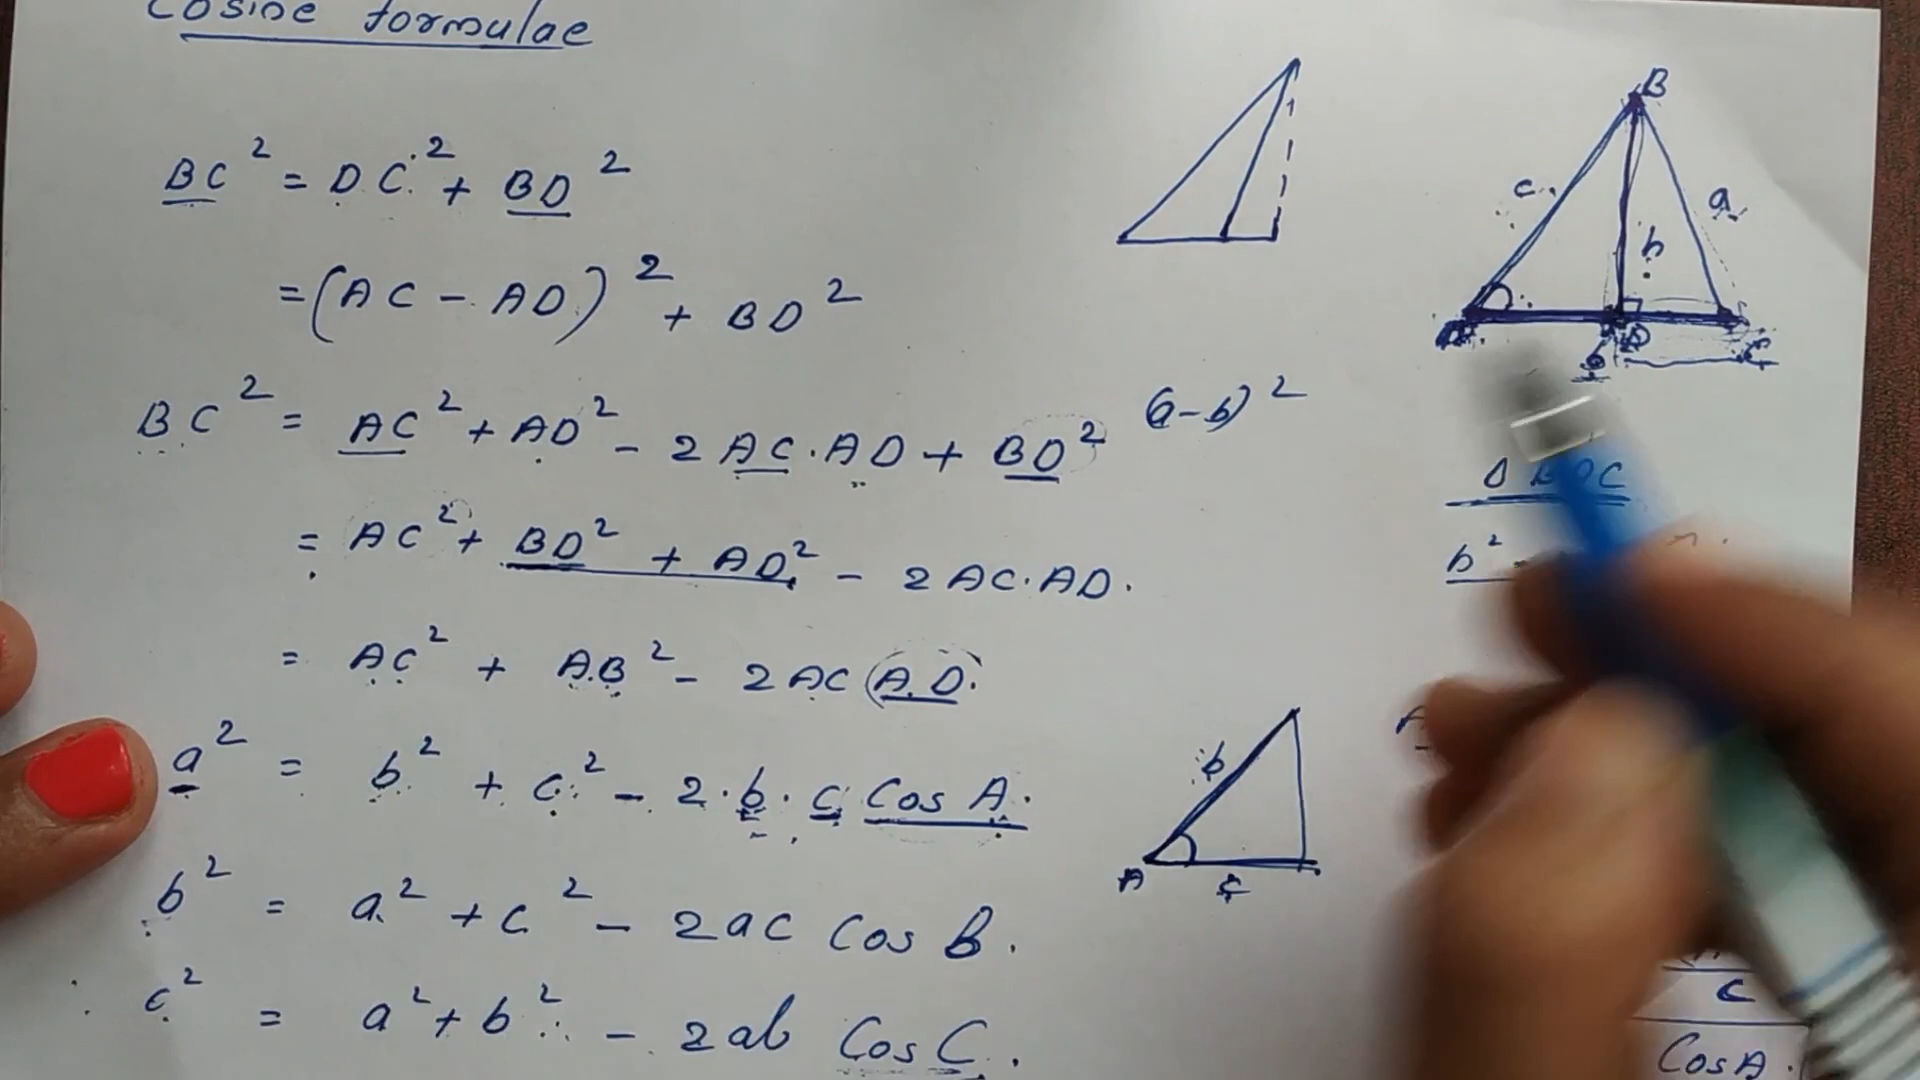 Cosine formulae
BC² = DC² + BD²
= (AC - AD)² + BD²
BC² = AC² + AD² - 2AC.AD + BD²
(a-b)²
= AC² + BD² + AD² - 2AC.AD.
= AC² + AB² - 2AC(A.D.
a² = b² + c² - 2.b.c Cos A.
b² = a² + c² - 2ac Cos B.
c² = a² + b² - 2ab Cos C.
B
c
a
h
D
C
b²
b
A
c
c
CosA.